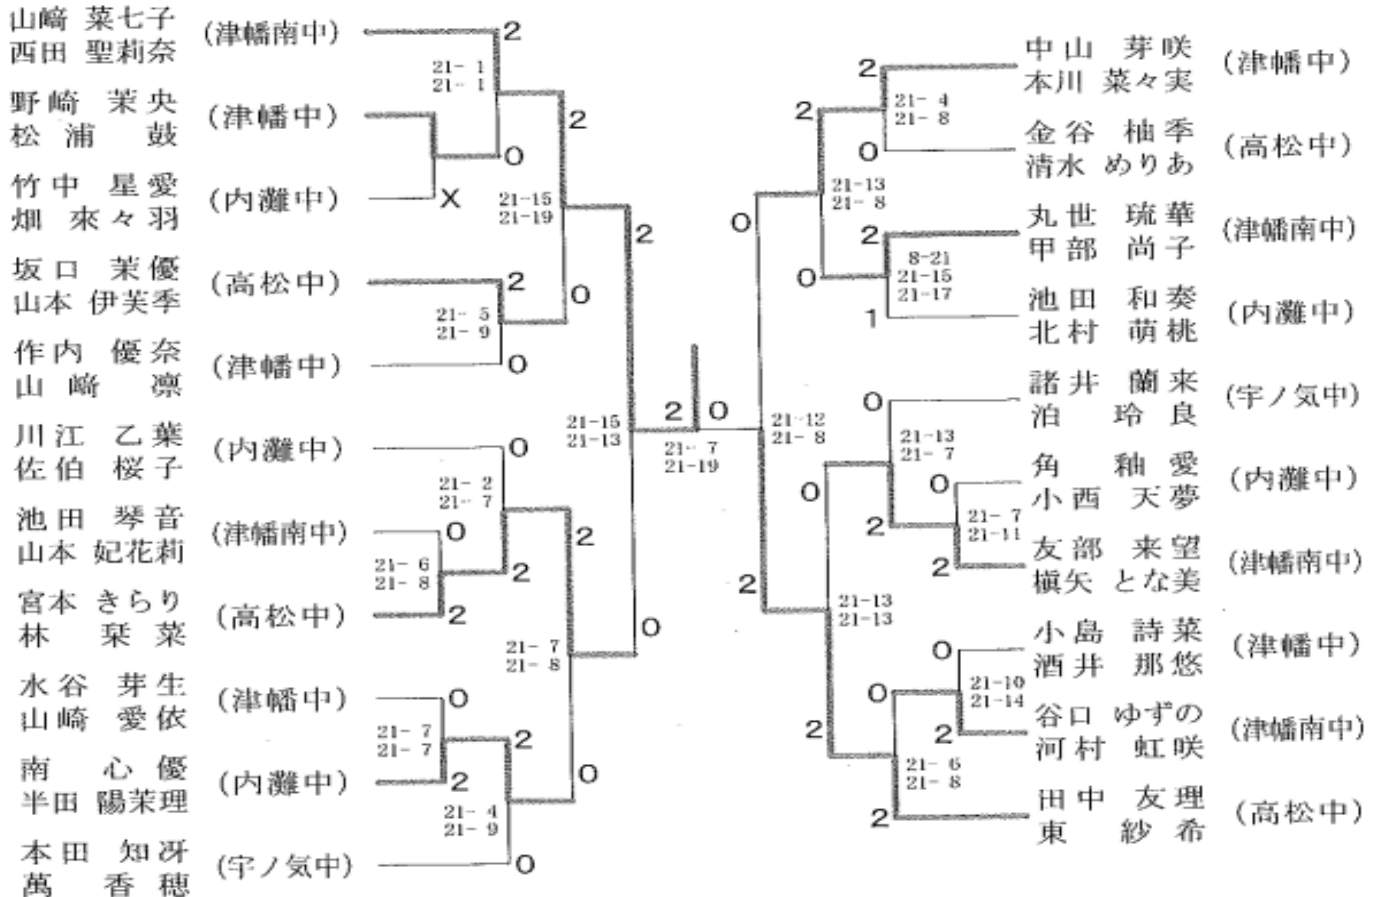 山﨑 菜七子
西田 聖莉奈
(津幡南中)
野崎 茉央
松浦 鼓
(津幡中)
竹中 星愛
畑 來々羽
(内灘中)
坂口 茉優
山本 伊芙季
(高松中)
作内 優奈
山﨑 凛
(津幡中)
川江 乙葉
佐伯 桜子
(内灘中)
池田 琴音
山本 妃花莉
(津幡南中)
宮本 きらり
林 栞菜
(高松中)
水谷 芽生
山崎 愛依
(津幡中)
南 心優
半田 陽茉理
(内灘中)
本田 知冴
萬 香穂
(宇ノ気中)
2
21- 1
21- 1
0
X
2
21-15
21-19
0
2
21- 5
21- 9
0
2
21-15
21-13
0
0
21- 2
21- 7
2
0
21- 6
21- 8
2
2
21- 7
21- 8
0
0
21- 7
21- 7
2
2
21- 4
21- 9
0
2 0
21- 7
21-19
0
21-12
21- 8
2
2
21-13
21- 8
0
2
21- 4
21- 8
0
2
8-21
21-15
21-17
1
0
21-13
21-13
2
0
21-13
21- 7
2
0
21- 7
21-11
2
0
21- 6
21- 8
2
0
21-10
21-14
2
中山 芽咲
本川 菜々実
(津幡中)
金谷 柚季
清水 めりあ
(高松中)
丸世 琉華
甲部 尚子
(津幡南中)
池田 和奏
北村 萌桃
(内灘中)
諸井 蘭来
泊 玲良
(宇ノ気中)
角 釉愛
小西 天夢
(内灘中)
友部 来望
槇矢 とな美
(津幡南中)
小島 詩菜
酒井 那悠
(津幡中)
谷口 ゆずの
河村 虹咲
(津幡南中)
田中 友理
東 紗希
(高松中)